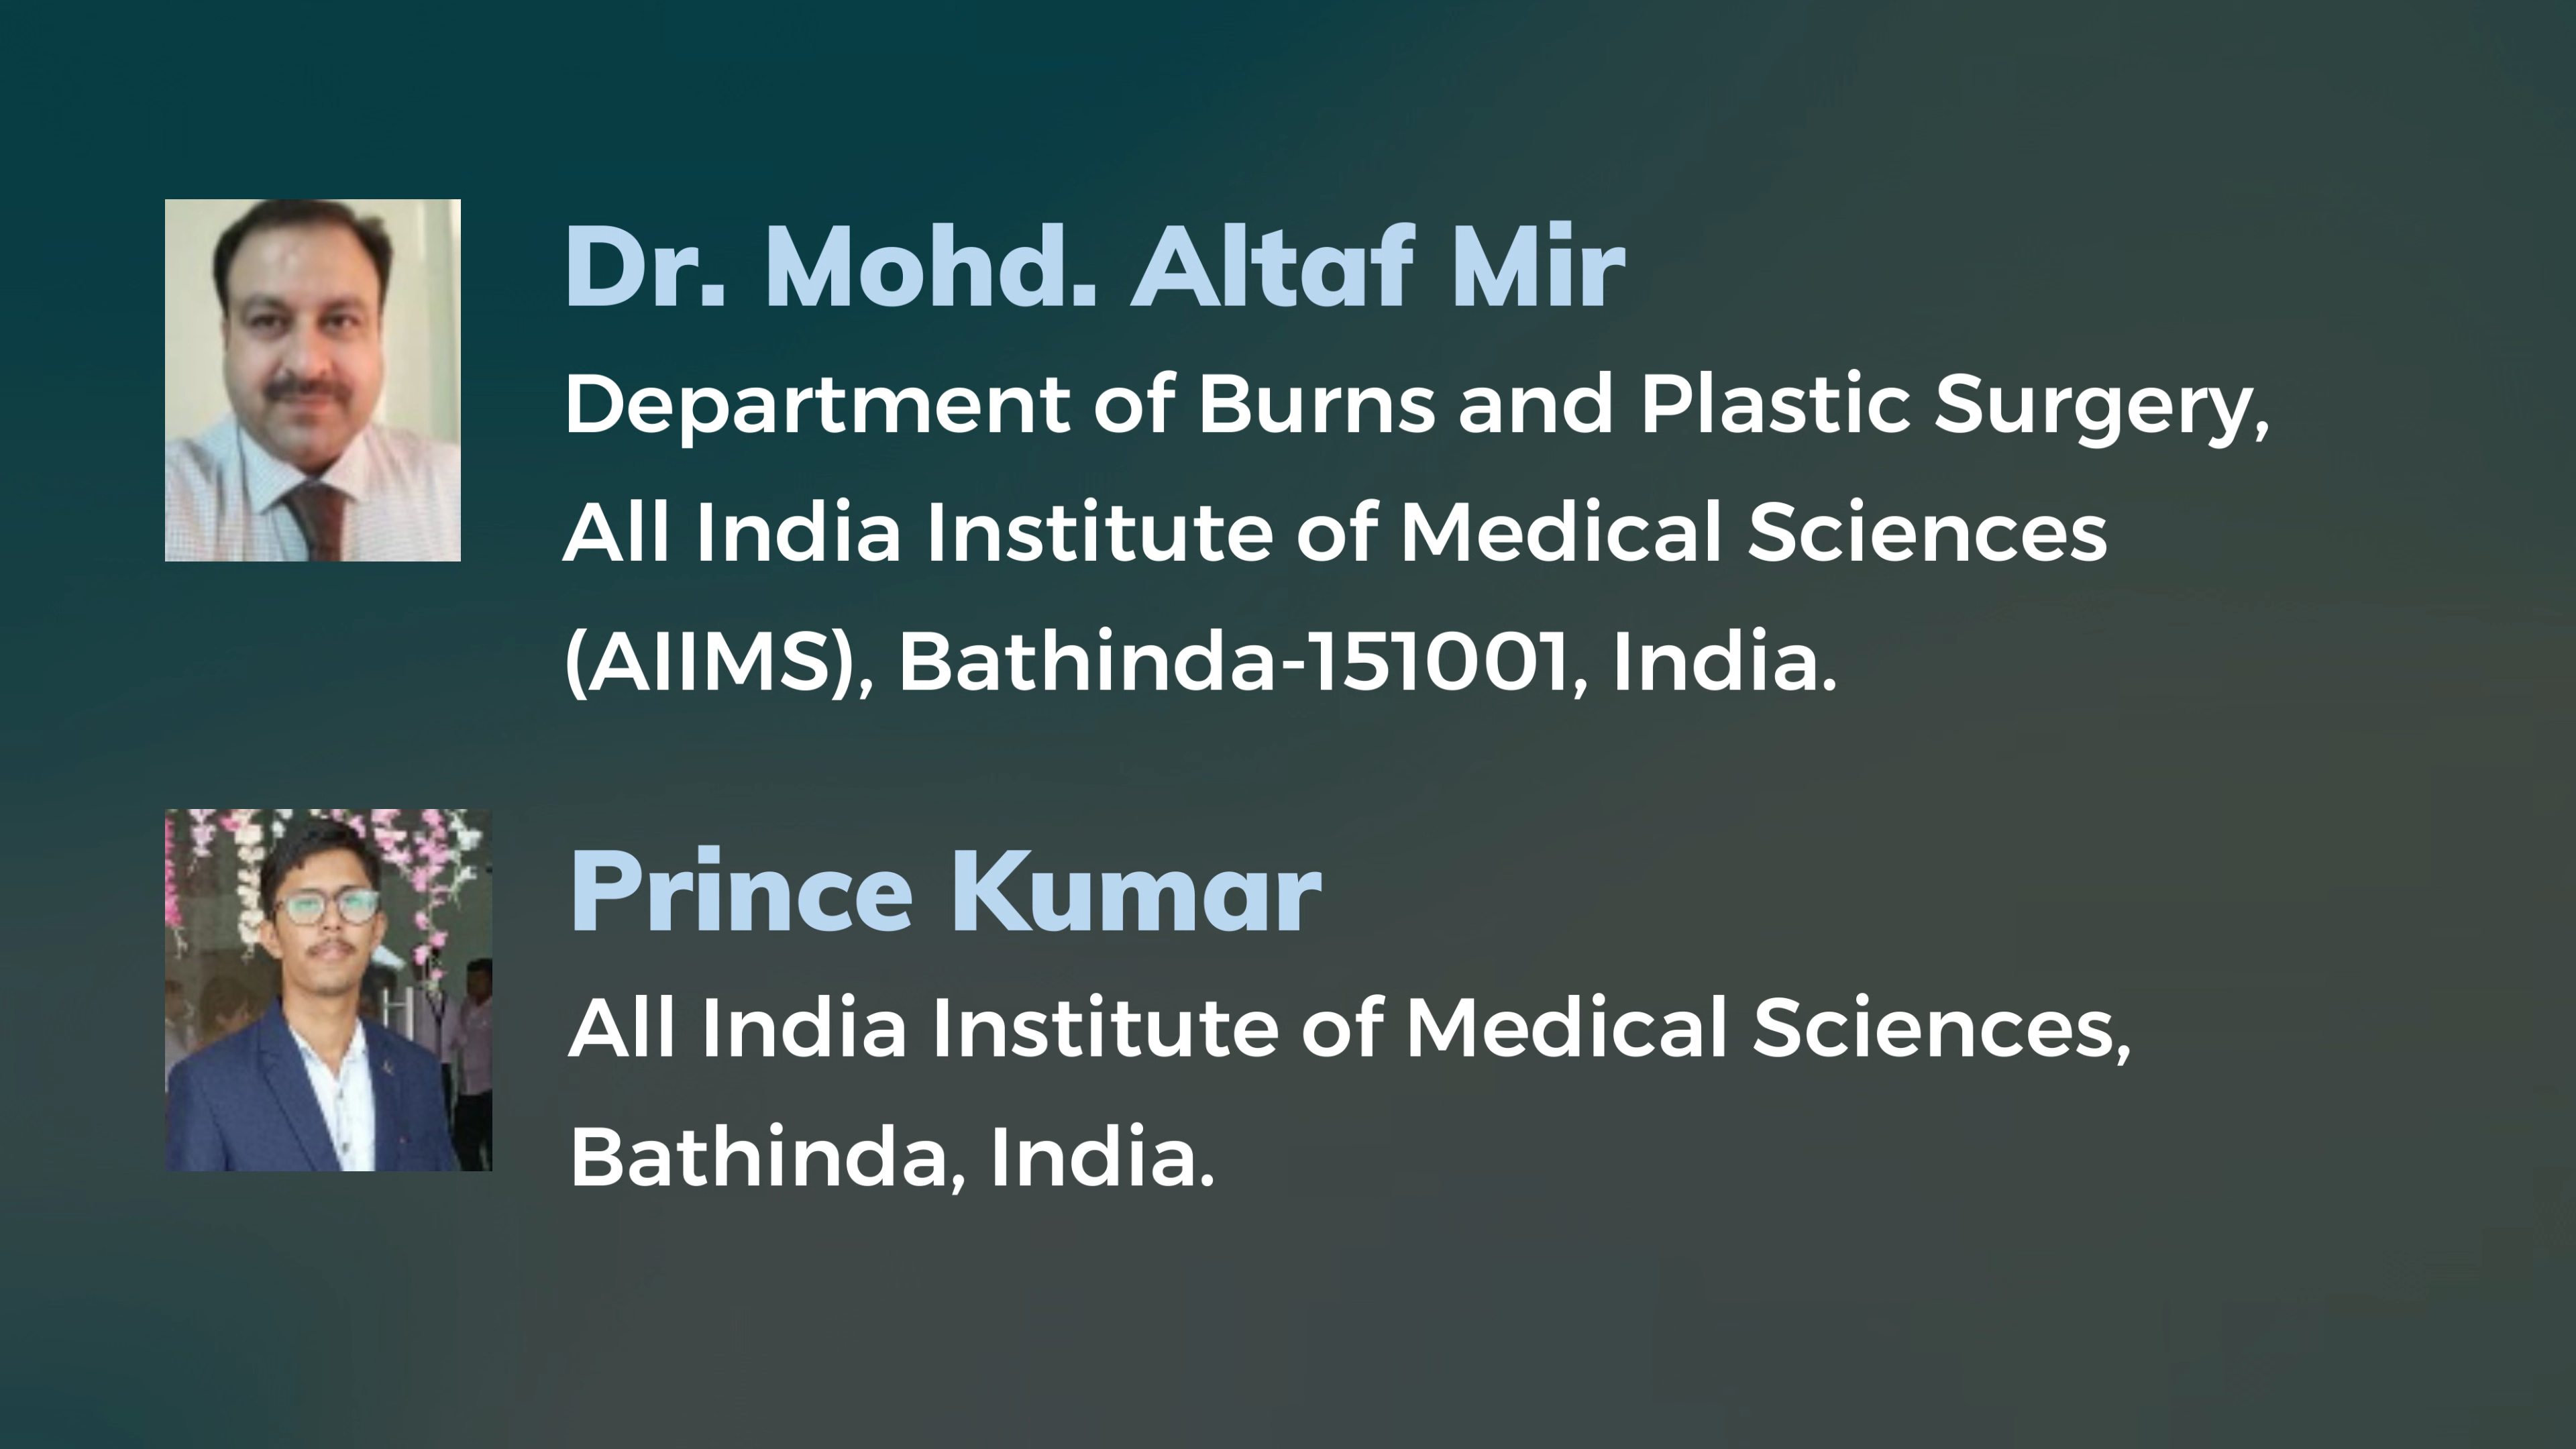 Dr. Mohd. Altaf Mir
Department of Burns and Plastic Surgery,
All India Institute of Medical Sciences
(AIIMS), Bathinda-151001, India.
Prince Kumar
All India Institute of Medical Sciences,
Bathinda, India.